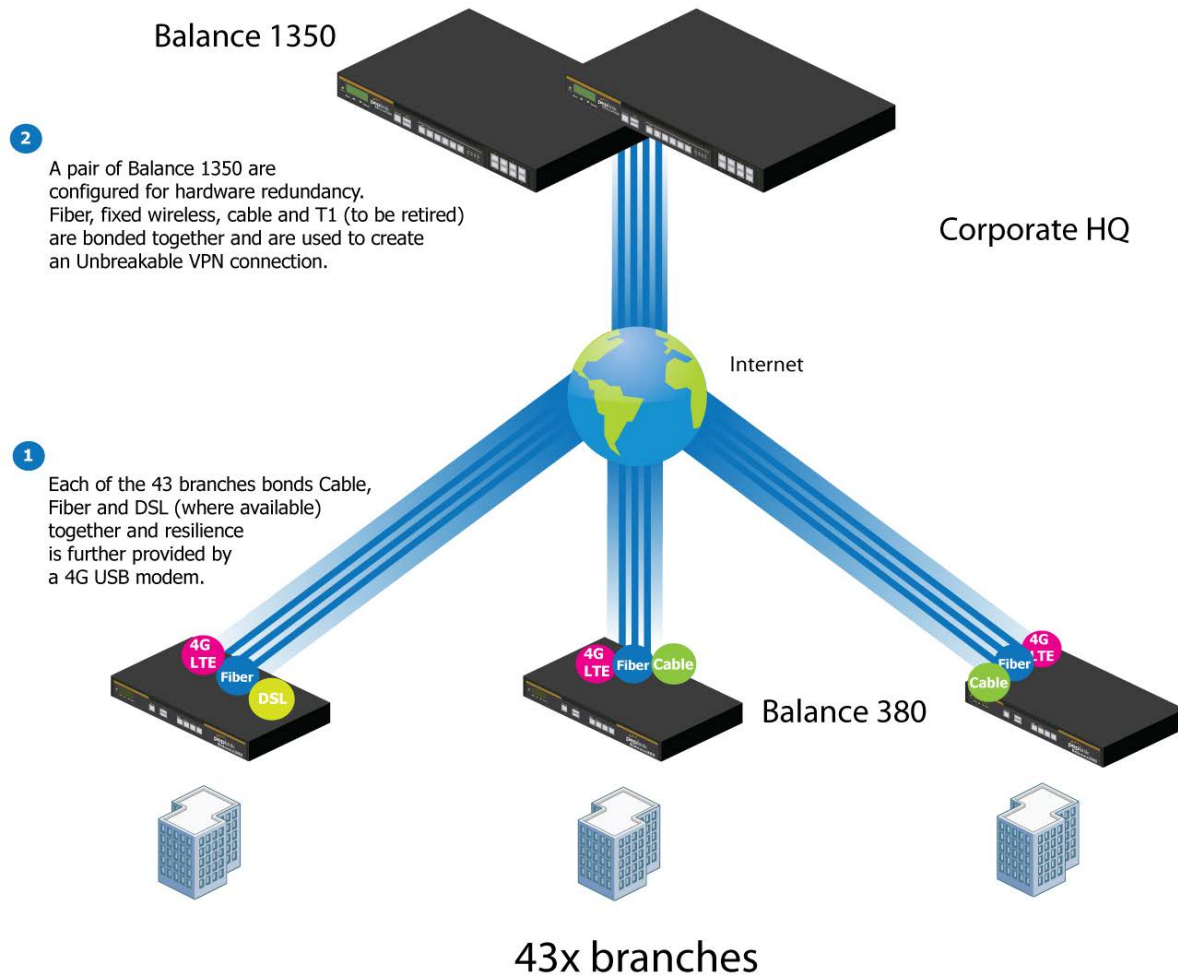 Balance 1350
2
A pair of Balance 1350 are
configured for hardware redundancy.
Fiber, fixed wireless, cable and T1 (to be retired)
are bonded together and are used to create
an Unbreakable VPN connection.
Corporate HQ
Internet
1
Each of the 43 branches bonds Cable,
Fiber and DSL (where available)
together and resilience
is further provided by
a 4G USB modem.
4G
LTE
Fiber
DSL
4G
LTE
Fiber
Cable
4G
LTE
Fiber
Cable
peplink
peplink
peplink
Balance 380
43x branches